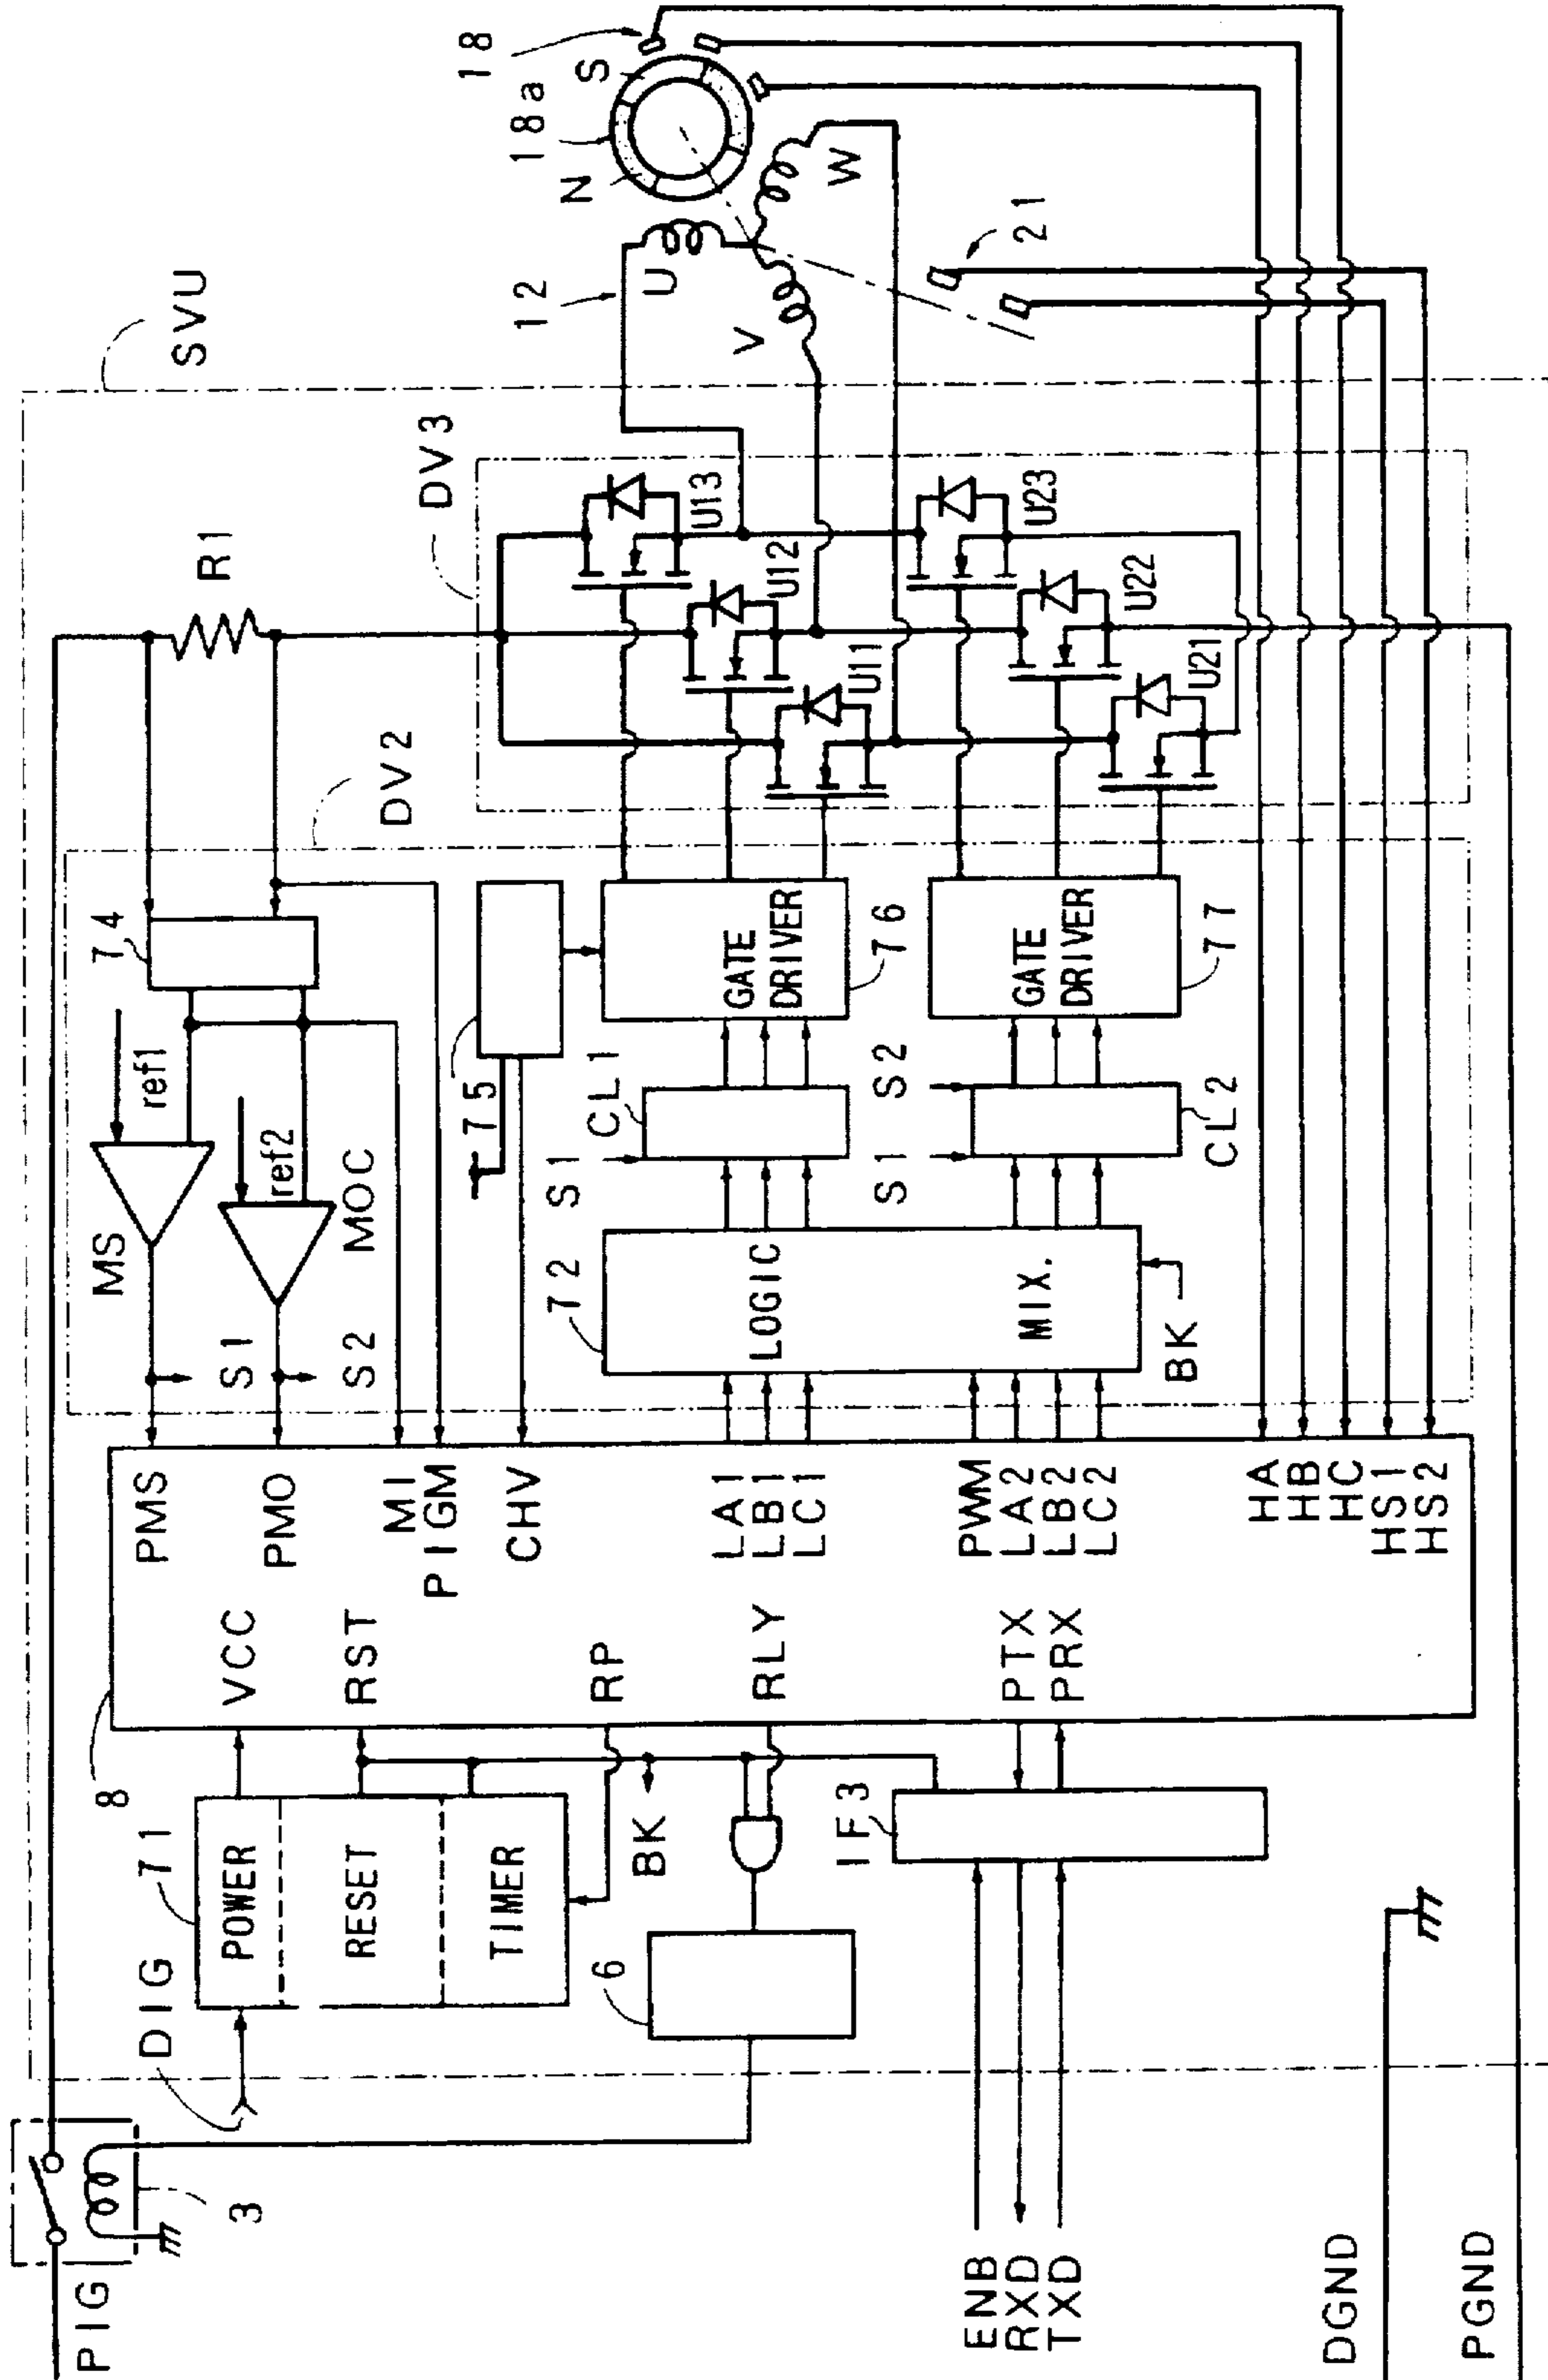 PIG
3
DIG
71
POWER
RESET
TIMER
6
BK
IF3
ENB
RXD
TXD
DGND
PGND
8
VCC
RST
RP
RLY
PTX
PRX
PMS
PMO
MI
PIGM
CHV
LA1
LB1
LC1
PWM
LA2
LB2
LC2
HA
HB
HC
HS1
HS2
MS
ref1
S1
ref2
MOC
S2
74
75
72
LOGIC
MIX.
BK
S1
CL1
S1
S2
CL2
GATE
DRIVER
76
GATE
DRIVER
77
DV2
R1
DV3
U13
U12
U11
U23
U22
U21
SVU
12
U
V
W
N
18a
S
18
21